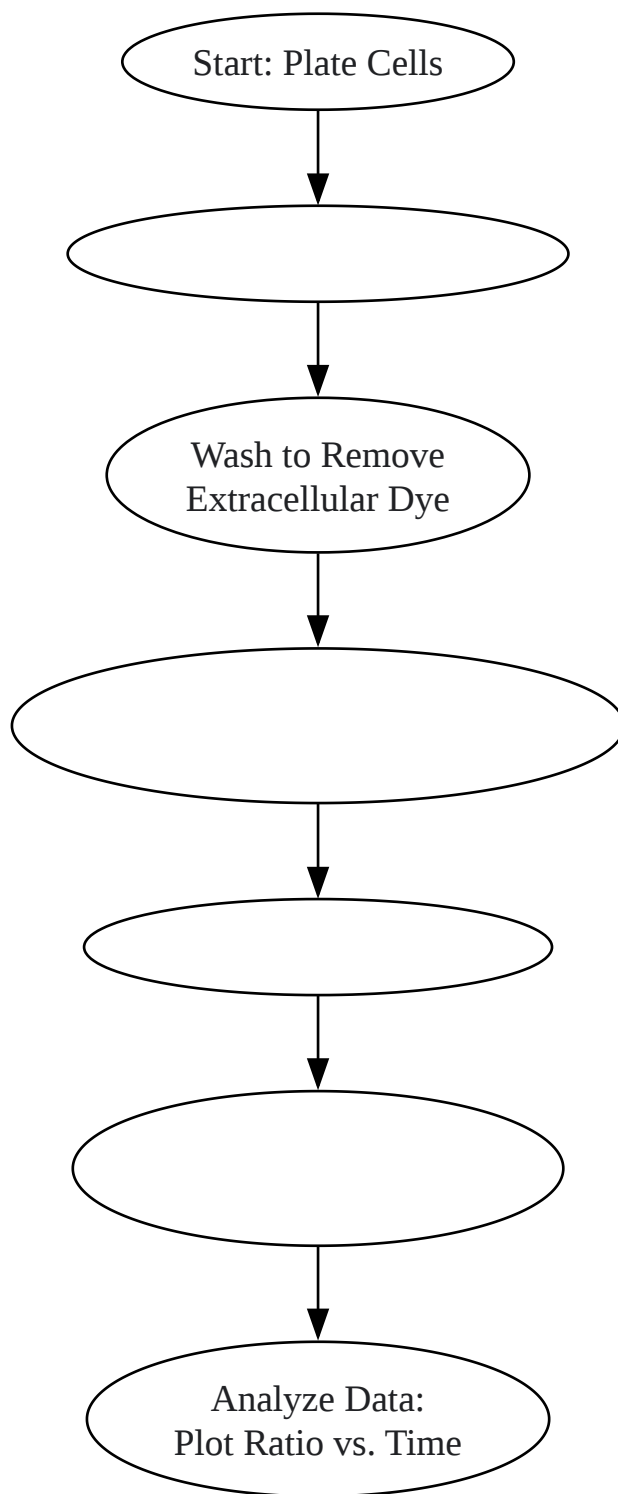 Start: Plate Cells
Wash to Remove
Extracellular Dye
Analyze Data:
Plot Ratio vs. Time